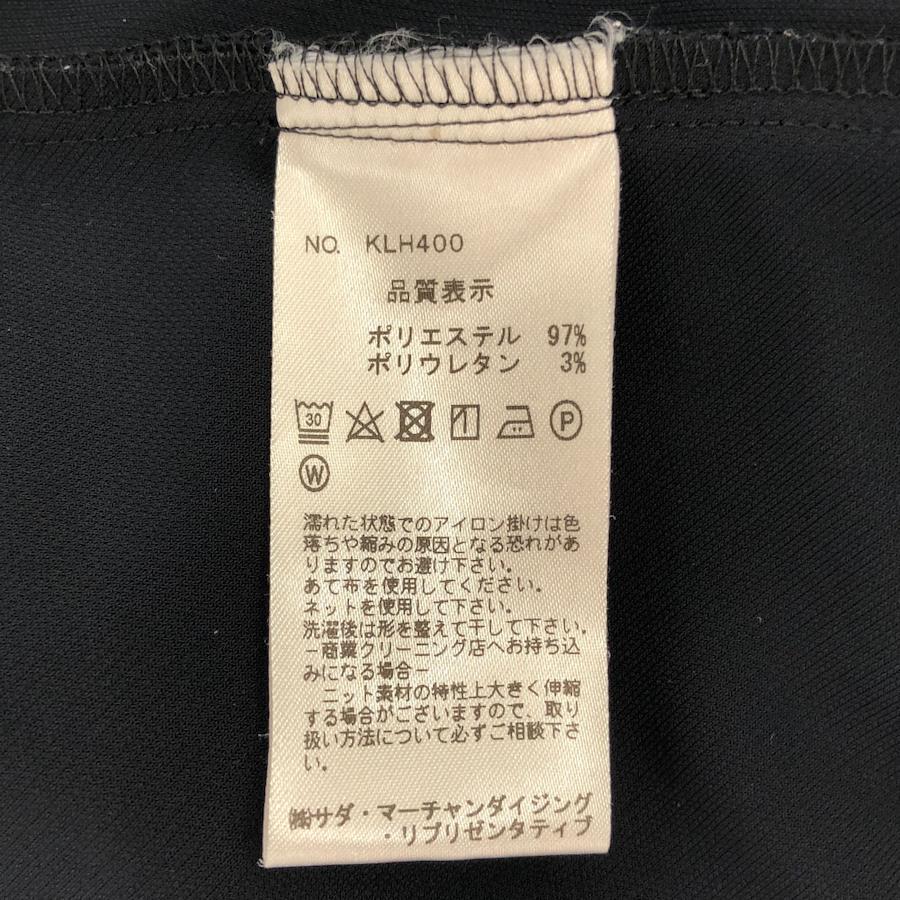 NO. KLH400
品質表示
ポリエステル 97%
ポリウレタン 3%
30 P
W
濡れた状態でのアイロン掛けは色
落ちや縮みの原因となる恐れがあ
りますのでお避け下さい。
あて布を使用してください。
ネットを使用して下さい。
洗濯後は形を整えて干して下さい。
-商業クリーニング店へお持ち込
みになる場合-
ニット素材の特性上大きく伸縮
する場合がございますので、取り
扱い方法について必ずご相談下さ
い。
㈱サダ・マーチャンダイジング
・リプリゼンタティブ